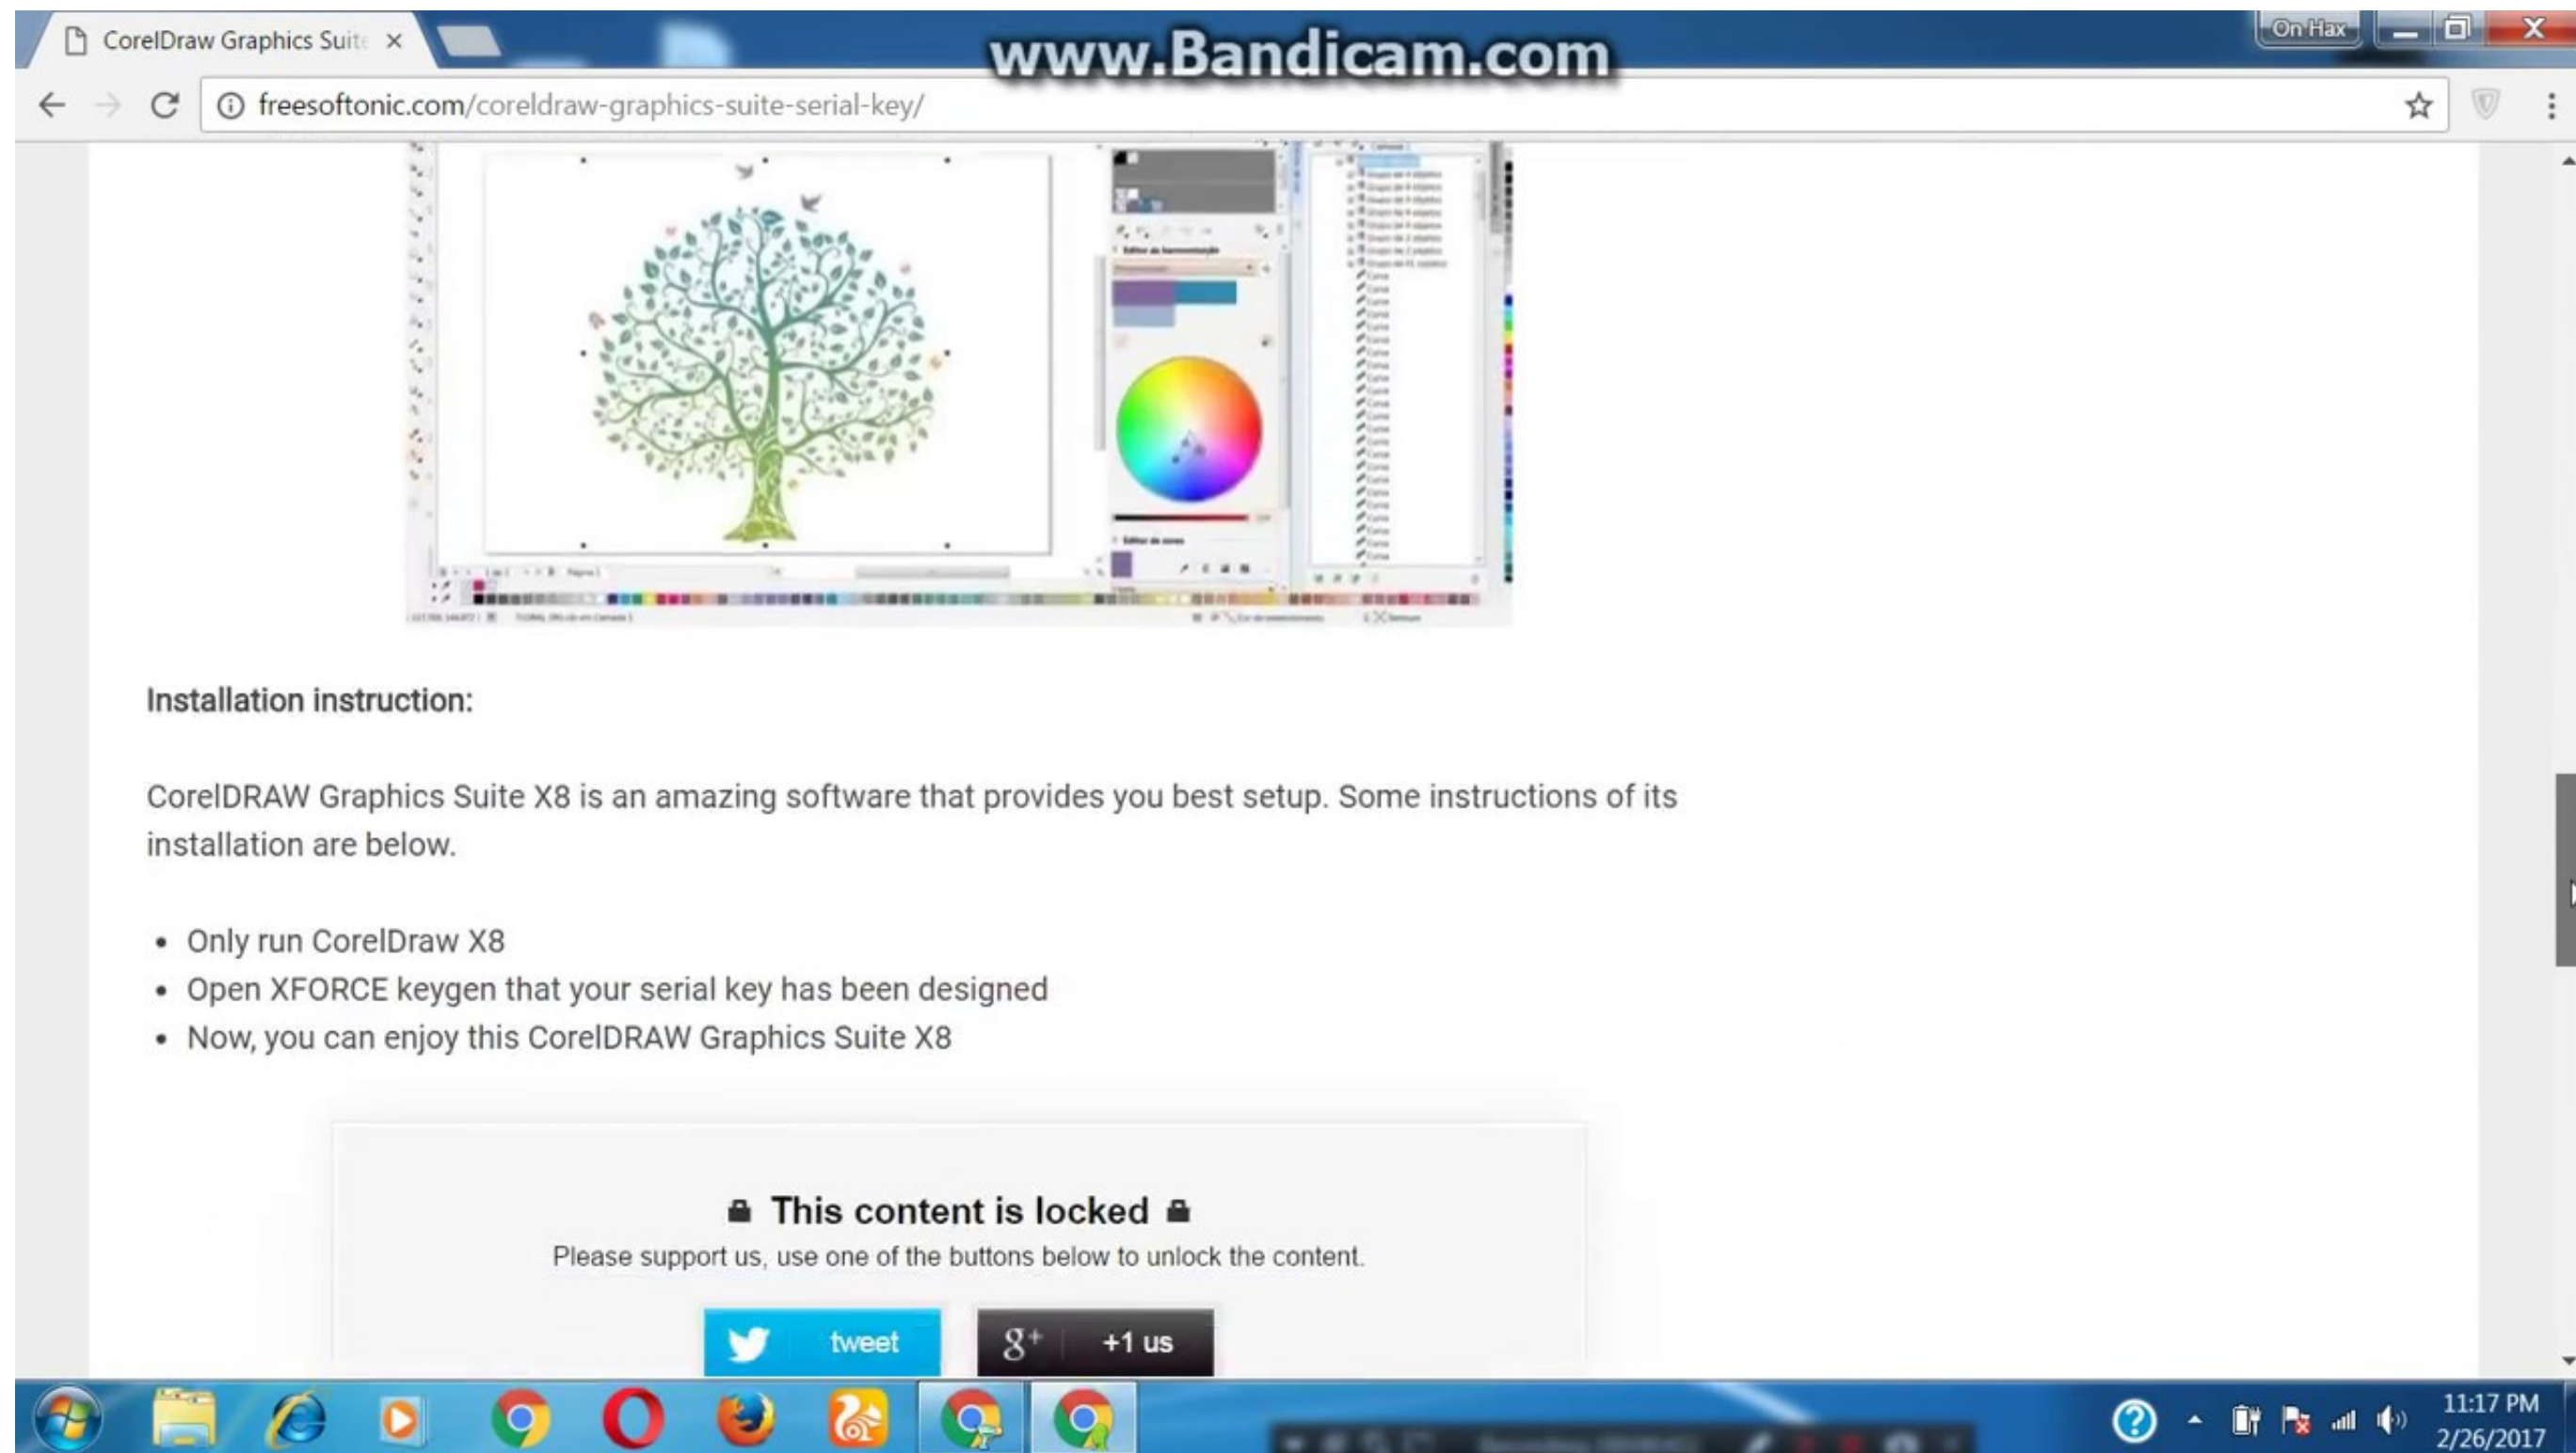 CorelDraw Graphics Suite
www.Bandicam.com
On Hax
freesoftonic.com/coreldraw-graphics-suite-serial-key/
Curva
Installation instruction:
CorelDRAW Graphics Suite X8 is an amazing software that provides you best setup. Some instructions of its
installation are below.
• Only run CorelDraw X8
• Open XFORCE keygen that your serial key has been designed
• Now, you can enjoy this CorelDRAW Graphics Suite X8
This content is locked
Please support us, use one of the buttons below to unlock the content.
tweet
g+ +1 us
11:17 PM
2/26/2017